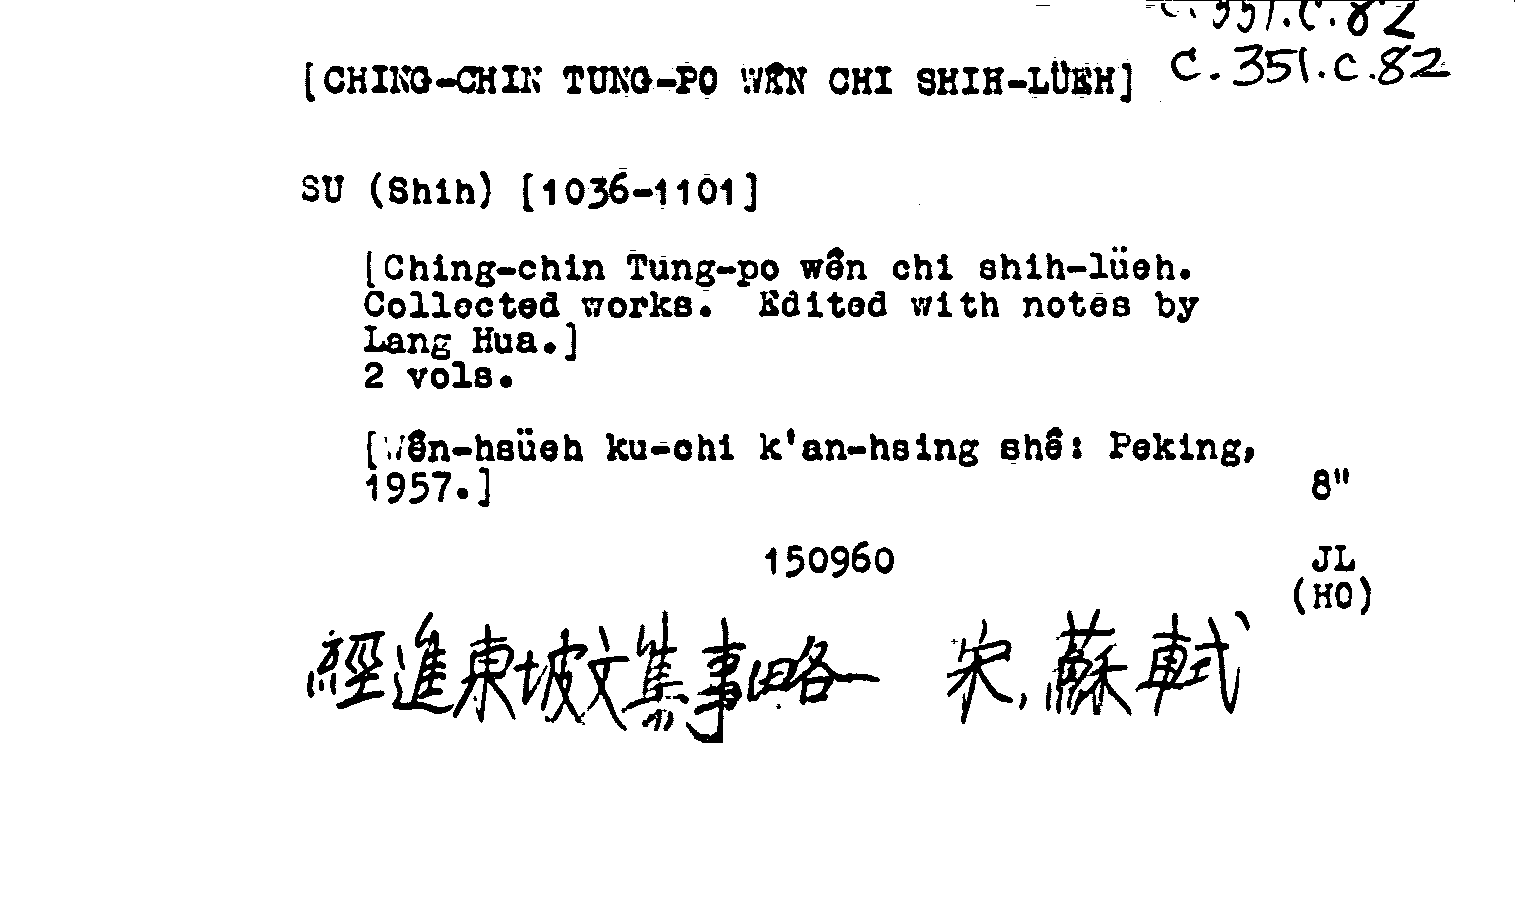 C.351.C.82
[CHING-CHIN TUNG-PO WÊN CHI SHIH-LÜEH] C.351.C.82
SU (Shih) [1036-1101]
[Ching-chin Tung-po wên chi shih-lüeh.
Collected works. Edited with notes by
Lang Hua.]
2 vols.
[Wên-hsüeh ku-chi k'an-hsing shê: Peking,
1957.]
8"
150960
JL
(HO)
經進東坡文集事略 宋，蘇軾